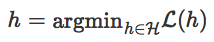 h = argmin_{h∈ℋ} ℒ(h)